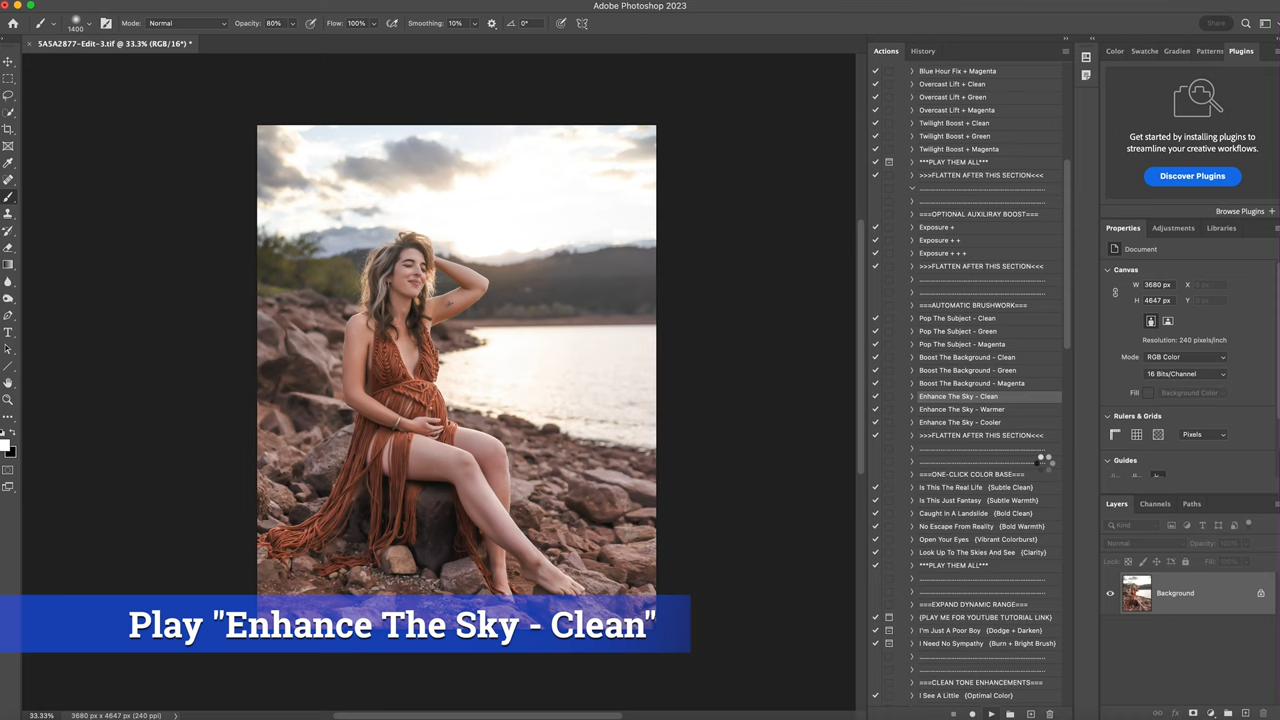 Adobe Photoshop 2023
1400
Mode: Normal
Opacity: 80%
Flow: 100%
Smoothing: 10%
0°
Share
× 5A5A2877-Edit-3.tif @ 33.3% (RGB/16*) *
Actions
History
Blue Hour Fix + Magenta
Overcast Lift + Clean
Overcast Lift + Green
Overcast Lift + Magenta
Twilight Boost + Clean
Twilight Boost + Green
Twilight Boost + Magenta
***PLAY THEM ALL***
>>>FLATTEN AFTER THIS SECTION<<<
===OPTIONAL AUXILIRAY BOOST===
Exposure +
Exposure + +
Exposure + + +
>>>FLATTEN AFTER THIS SECTION<<<
===AUTOMATIC BRUSHWORK===
Pop The Subject - Clean
Pop The Subject - Green
Pop The Subject - Magenta
Boost The Background - Clean
Boost The Background - Green
Boost The Background - Magenta
Enhance The Sky - Clean
Enhance The Sky - Warmer
Enhance The Sky - Cooler
>>>FLATTEN AFTER THIS SECTION<<<
===ONE-CLICK COLOR BASE===
Is This The Real Life {Subtle Clean}
Is This Just Fantasy {Subtle Warmth}
Caught In A Landslide {Bold Clean}
No Escape From Reality {Bold Warmth}
Open Your Eyes {Vibrant Colorburst}
Look Up To The Skies And See {Clarity}
***PLAY THEM ALL***
===EXPAND DYNAMIC RANGE===
{PLAY ME FOR YOUTUBE TUTORIAL LINK}
I'm Just A Poor Boy {Dodge + Darken}
I Need No Sympathy {Burn + Bright Brush}
===CLEAN TONE ENHANCEMENTS===
I See A Little {Optimal Color}
Color
Swatche
Gradien
Patterns
Plugins
Get started by installing plugins to
streamline your creative workflows.
Discover Plugins
Browse Plugins +
Properties
Adjustments
Libraries
Document
Canvas
W 3680 px X 0 px
H 4647 px Y 0 px
Resolution: 240 pixels/inch
Mode RGB Color
16 Bits/Channel
Fill Background Color
Rulers & Grids
Pixels
Guides
Layers
Channels
Paths
Kind
Normal
Opacity: 100%
Lock:
Fill: 100%
Background
Play "Enhance The Sky - Clean"
33.33%
3680 px x 4647 px (240 ppi)